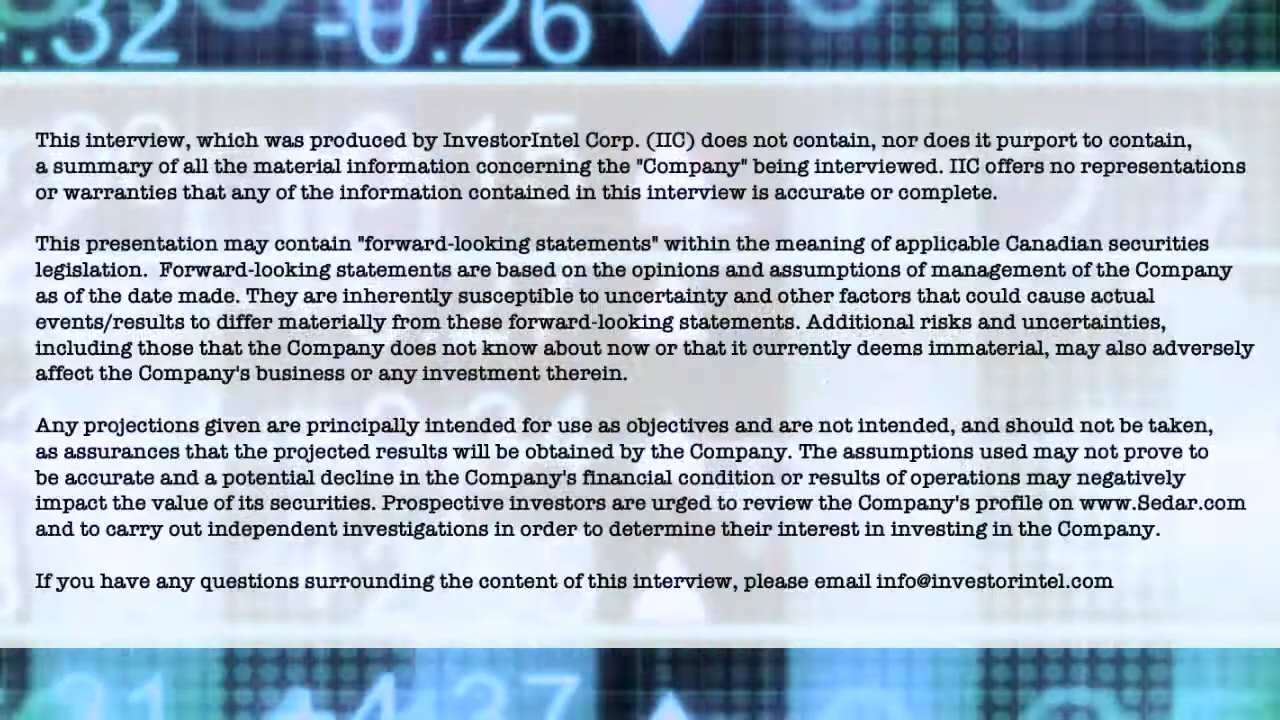 .32 -0.26
This interview, which was produced by InvestorIntel Corp. (IIC) does not contain, nor does it purport to contain,
a summary of all the material information concerning the "Company" being interviewed. IIC offers no representations
or warranties that any of the information contained in this interview is accurate or complete.
This presentation may contain "forward-looking statements" within the meaning of applicable Canadian securities
legislation.  Forward-looking statements are based on the opinions and assumptions of management of the Company
as of the date made. They are inherently susceptible to uncertainty and other factors that could cause actual
events/results to differ materially from these forward-looking statements. Additional risks and uncertainties,
including those that the Company does not know about now or that it currently deems immaterial, may also adversely
affect the Company's business or any investment therein.
Any projections given are principally intended for use as objectives and are not intended, and should not be taken,
as assurances that the projected results will be obtained by the Company. The assumptions used may not prove to
be accurate and a potential decline in the Company's financial condition or results of operations may negatively
impact the value of its securities. Prospective investors are urged to review the Company's profile on www.Sedar.com
and to carry out independent investigations in order to determine their interest in investing in the Company.
If you have any questions surrounding the content of this interview, please email info@investorintel.com